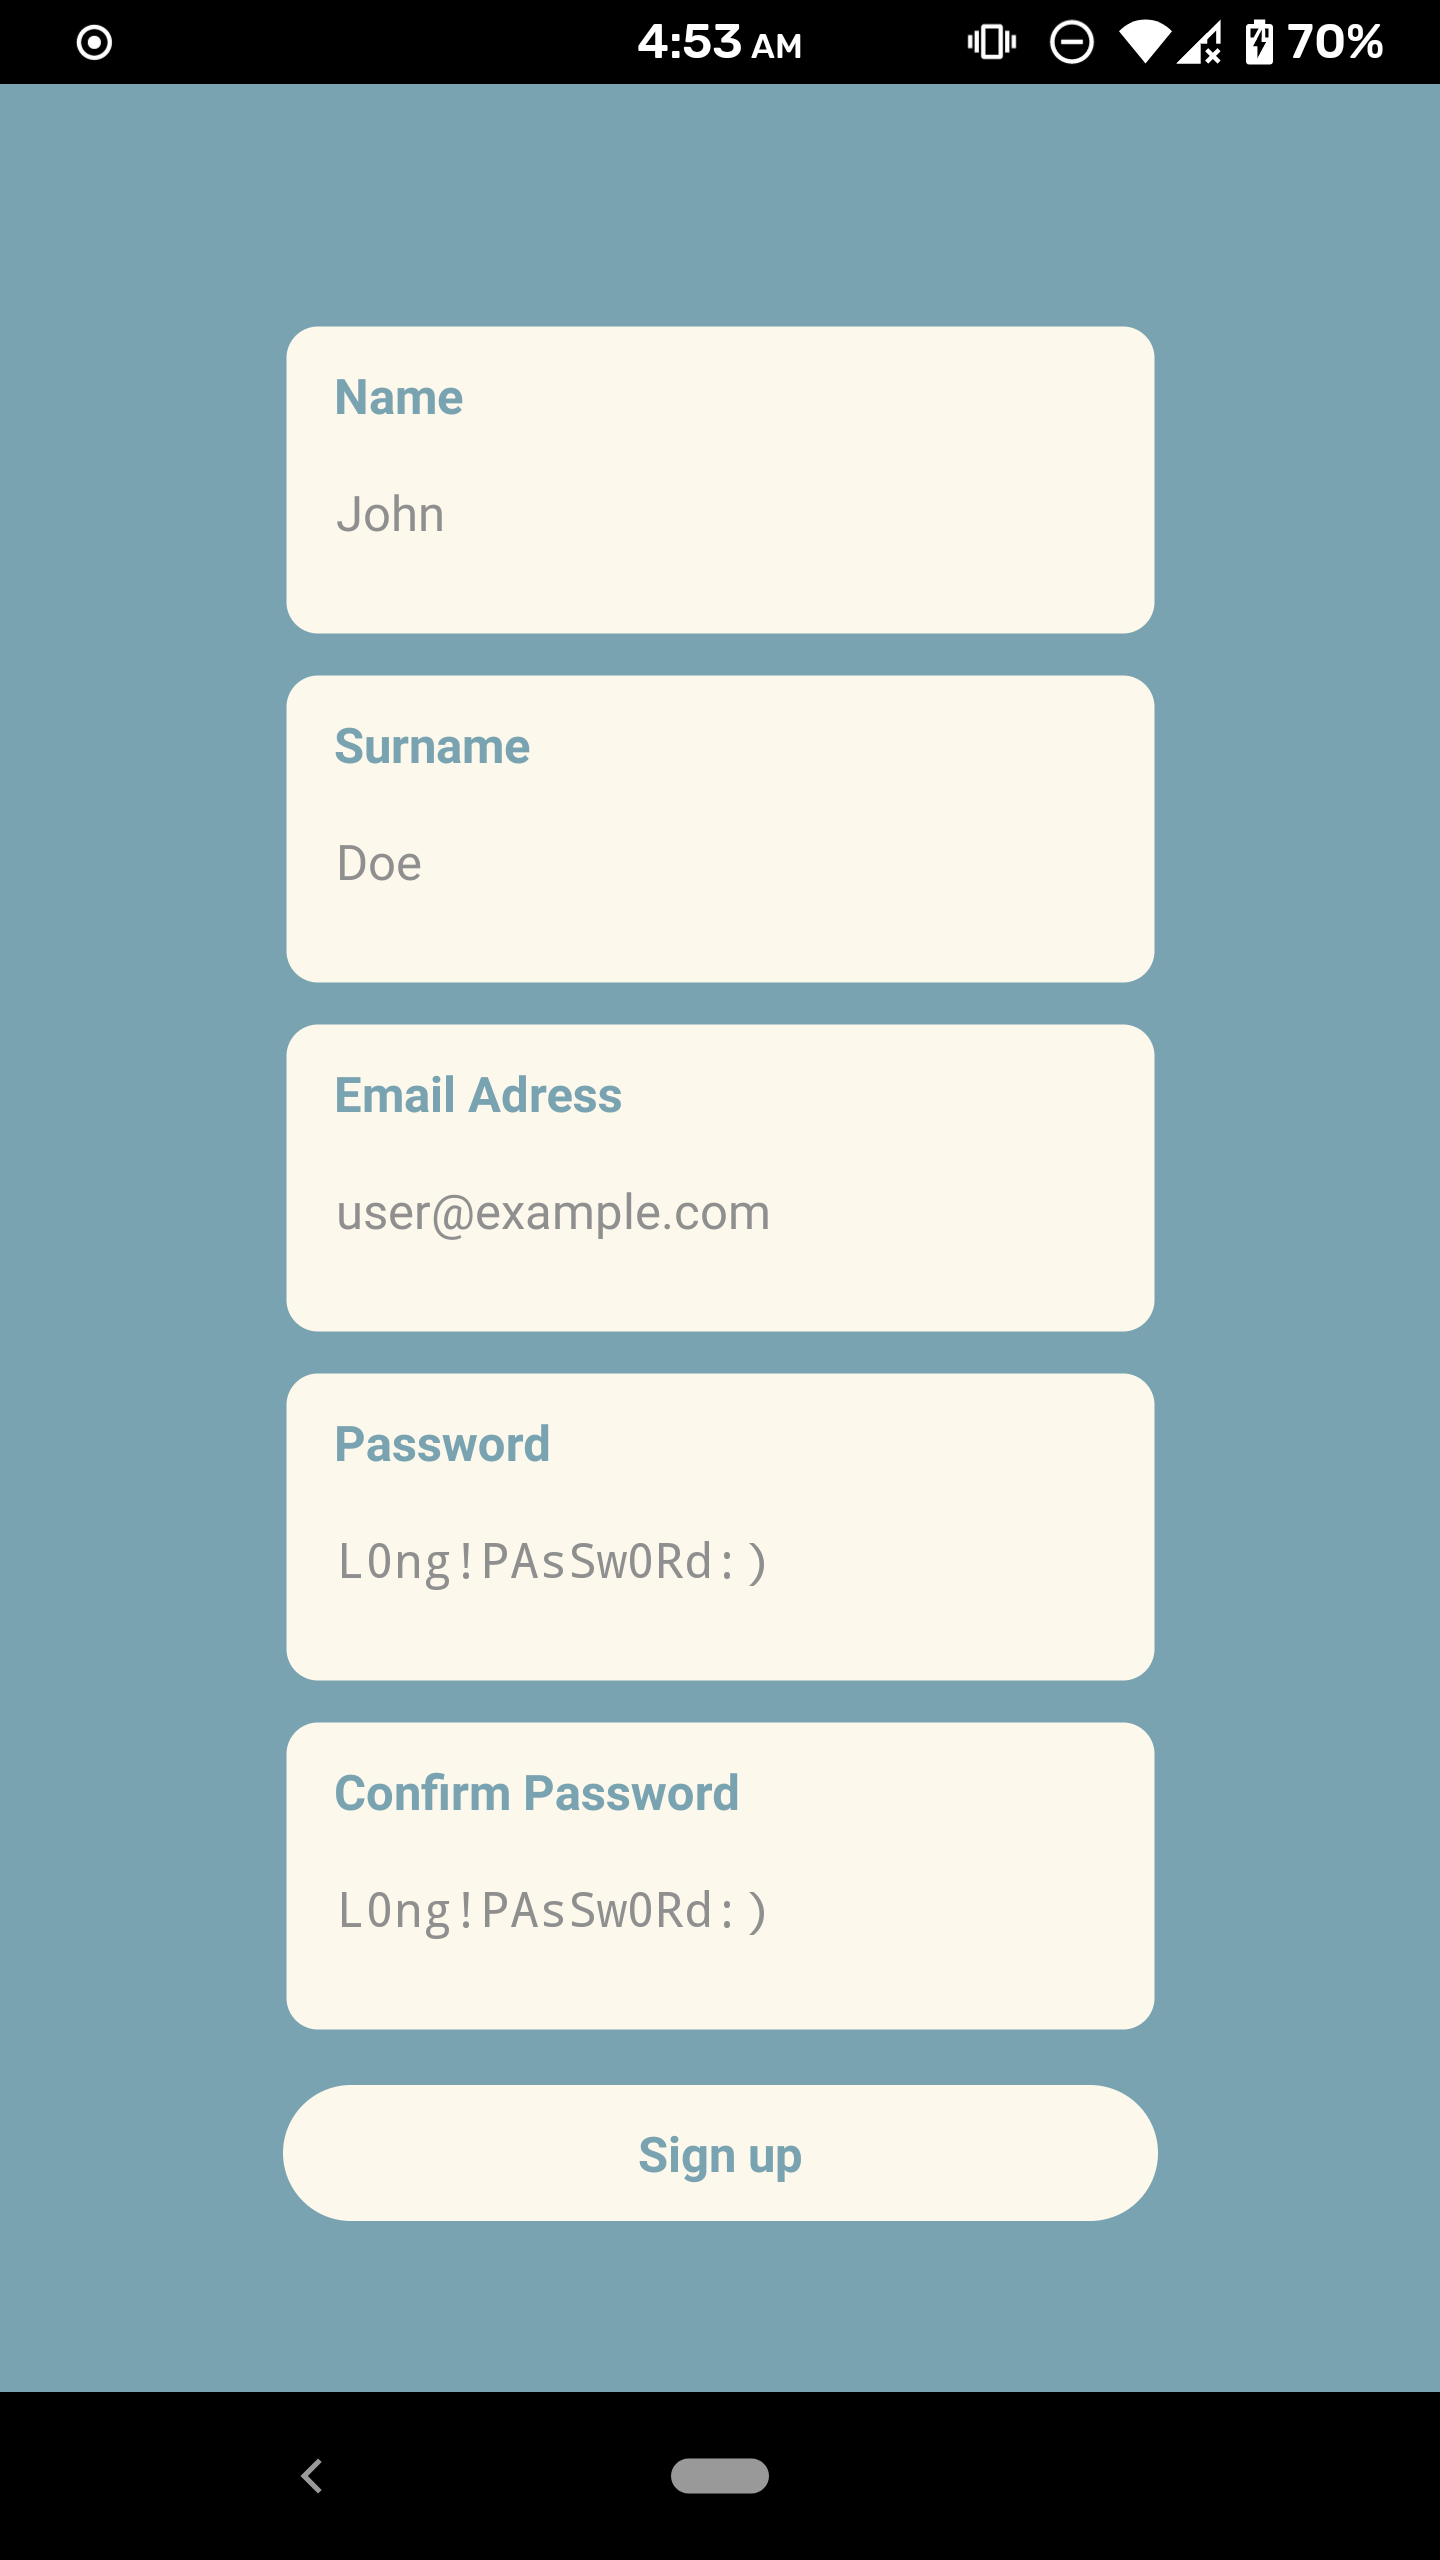 4:53 AM 70%
Name
John
Surname
Doe
Email Adress
user@example.com
Password
L0ng!PAsSw0Rd:)
Confirm Password
L0ng!PAsSw0Rd:)
Sign up